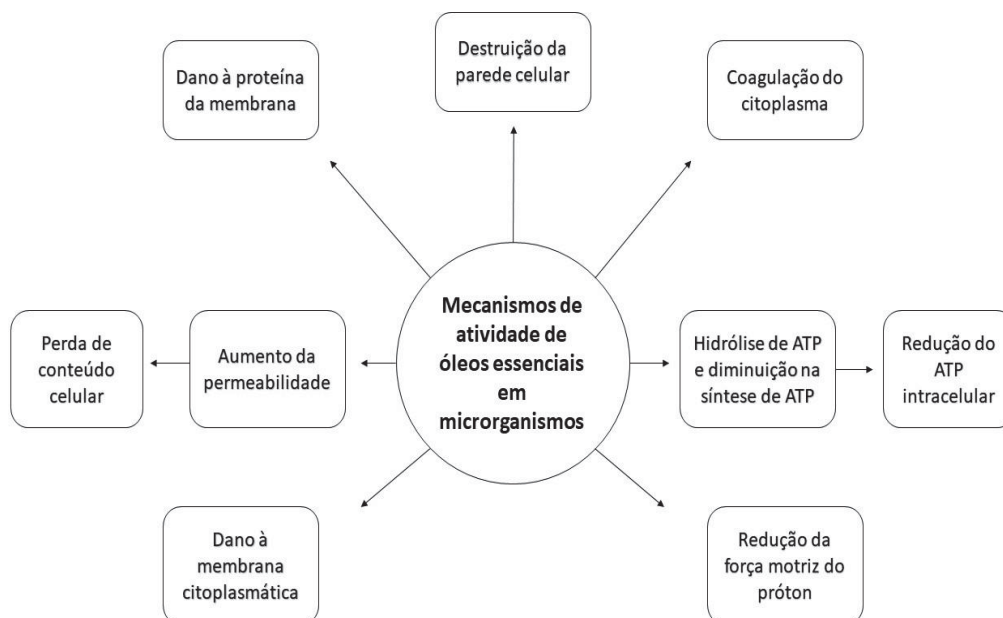 Dano à proteína
da membrana
Destruição da
parede celular
Coagulação do
citoplasma
Perda de
conteúdo
celular
Aumento da
permeabilidade
Mecanismos de
atividade de
óleos essenciais
em
microrganismos
Hidrólise de ATP
e diminuição na
síntese de ATP
Redução do
ATP
intracelular
Dano à
membrana
citoplasmática
Redução da
força motriz do
próton